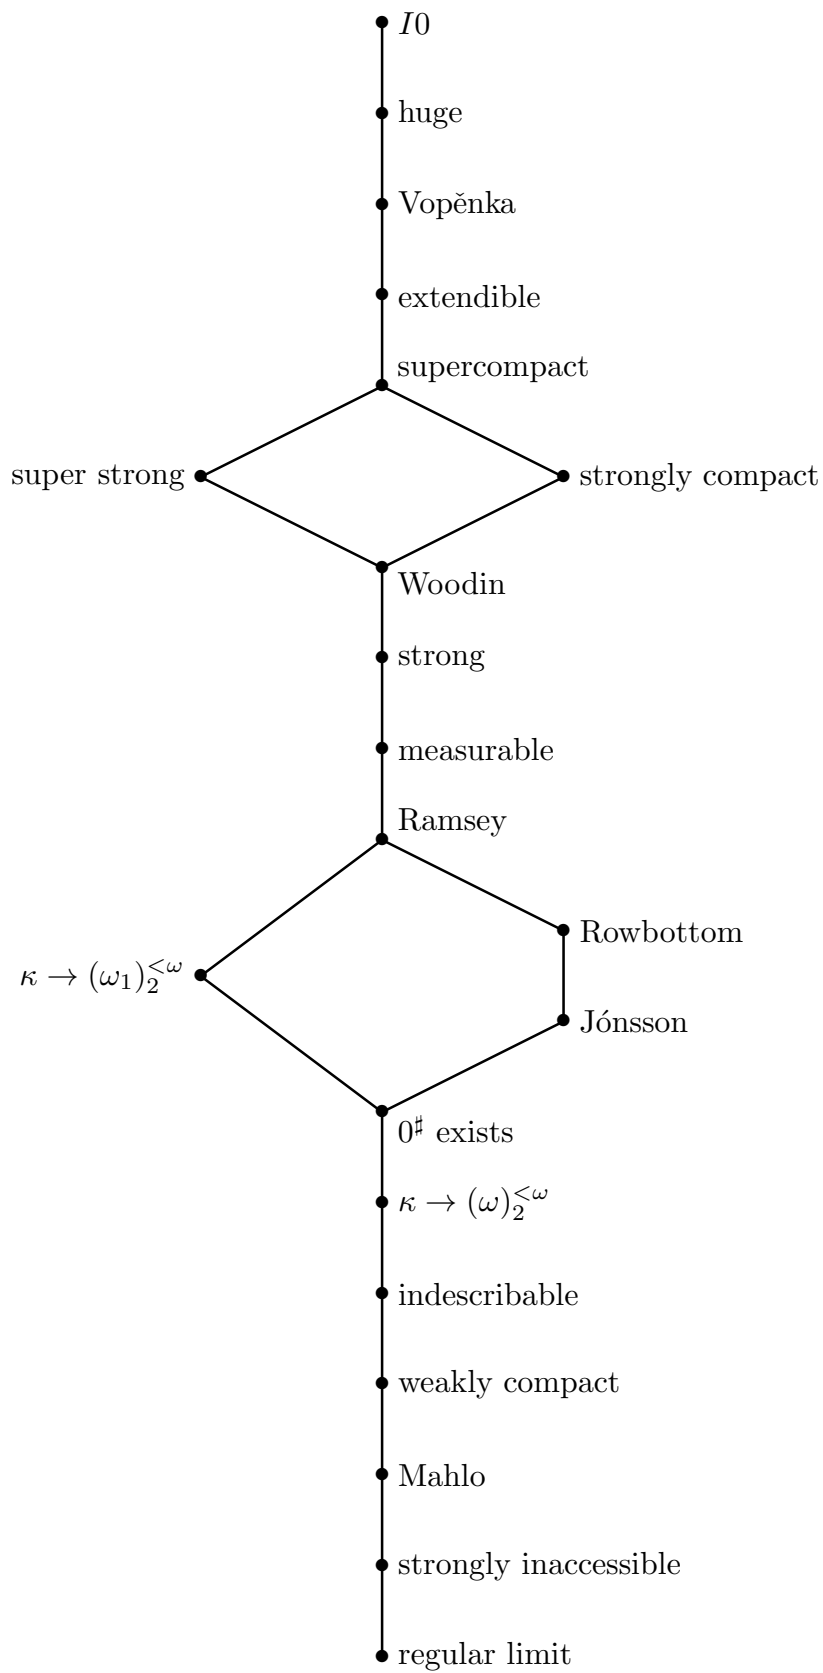 I0
huge
Vopěnka
extendible
supercompact
super strong
strongly compact
Woodin
strong
measurable
Ramsey
Rowbottom
κ → (ω₁)₂^{<ω}
Jónsson
0♯ exists
κ → (ω)₂^{<ω}
indescribable
weakly compact
Mahlo
strongly inaccessible
regular limit